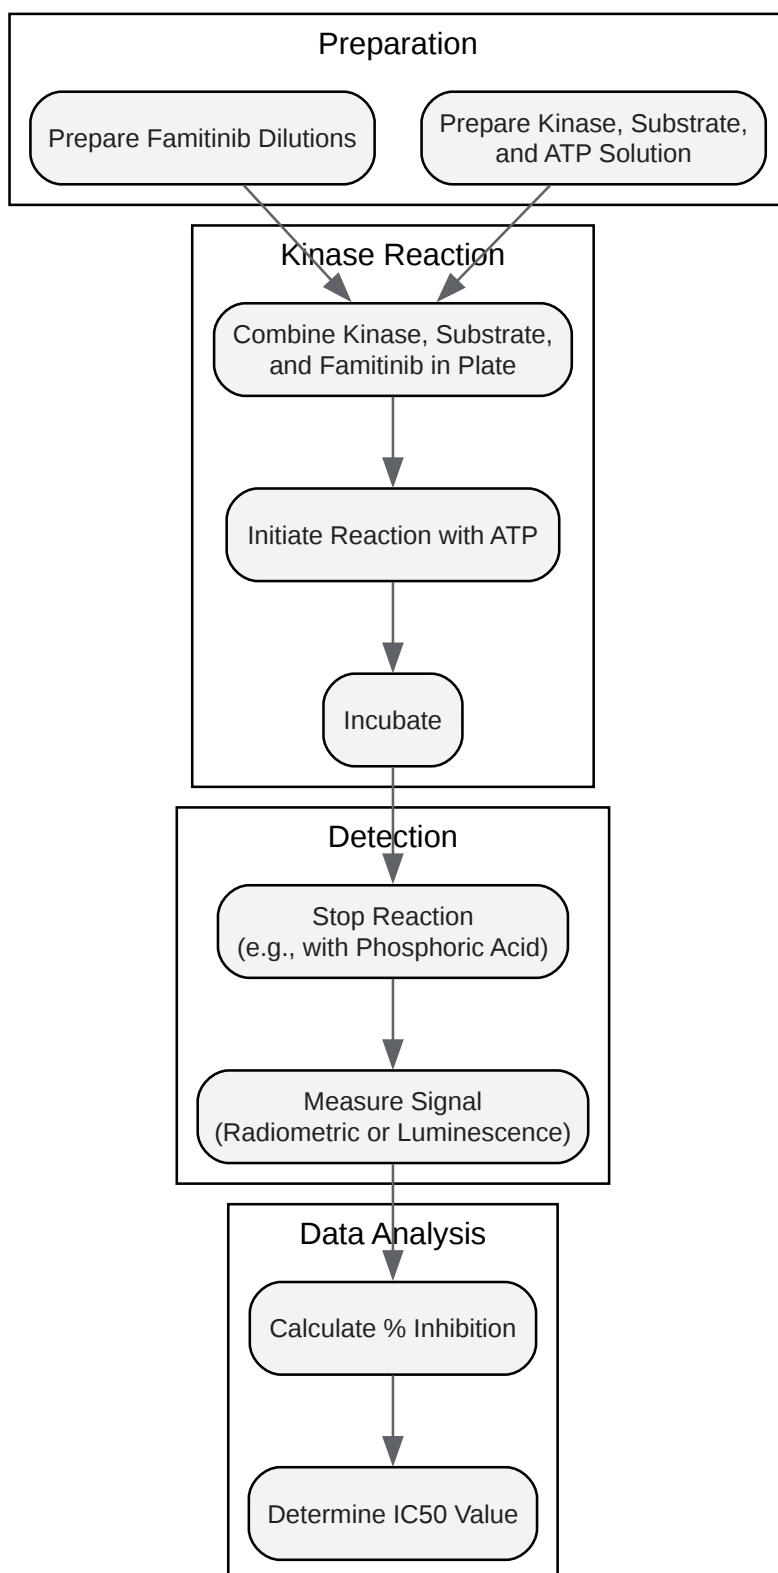 Preparation
Prepare Famitinib Dilutions
Prepare Kinase, Substrate,
and ATP Solution
Kinase Reaction
Combine Kinase, Substrate,
and Famitinib in Plate
Initiate Reaction with ATP
Incubate
Detection
Stop Reaction
(e.g., with Phosphoric Acid)
Measure Signal
(Radiometric or Luminescence)
Data Analysis
Calculate % Inhibition
Determine IC50 Value